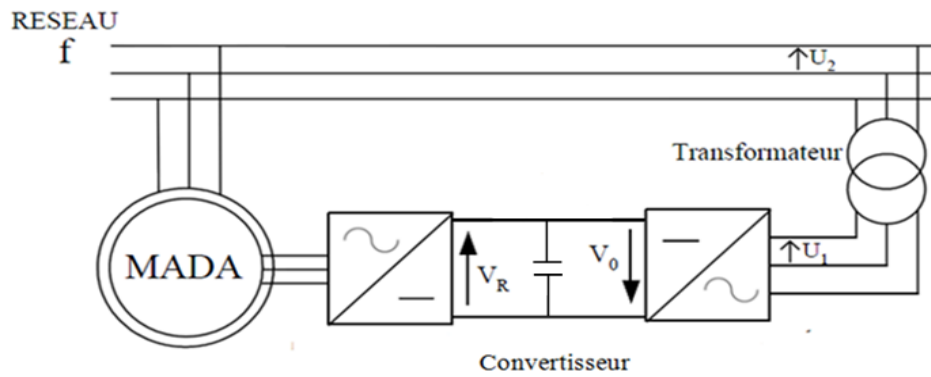 RESEAU
f
U2
Transformateur
MADA
VR
V0
U1
Convertisseur